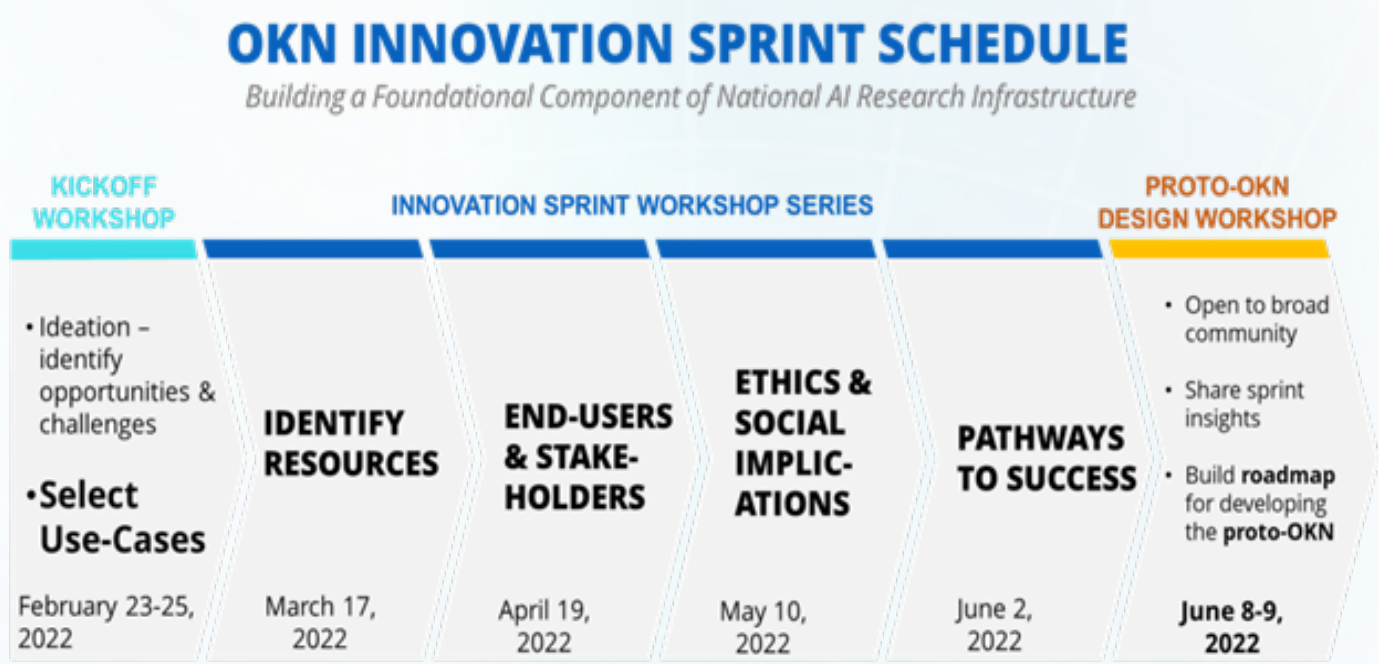 OKN INNOVATION SPRINT SCHEDULE
Building a Foundational Component of National AI Research Infrastructure
KICKOFF
WORKSHOP
INNOVATION SPRINT WORKSHOP SERIES
PROTO-OKN
DESIGN WORKSHOP
• Ideation –
identify
opportunities &
challenges
• Select
Use-Cases
February 23-25,
2022
IDENTIFY
RESOURCES
March 17,
2022
END-USERS
& STAKE-
HOLDERS
April 19,
2022
ETHICS &
SOCIAL
IMPLIC-
ATIONS
May 10,
2022
PATHWAYS
TO SUCCESS
June 2,
2022
• Open to broad
community
• Share sprint
insights
• Build roadmap
for developing
the proto-OKN
June 8-9,
2022